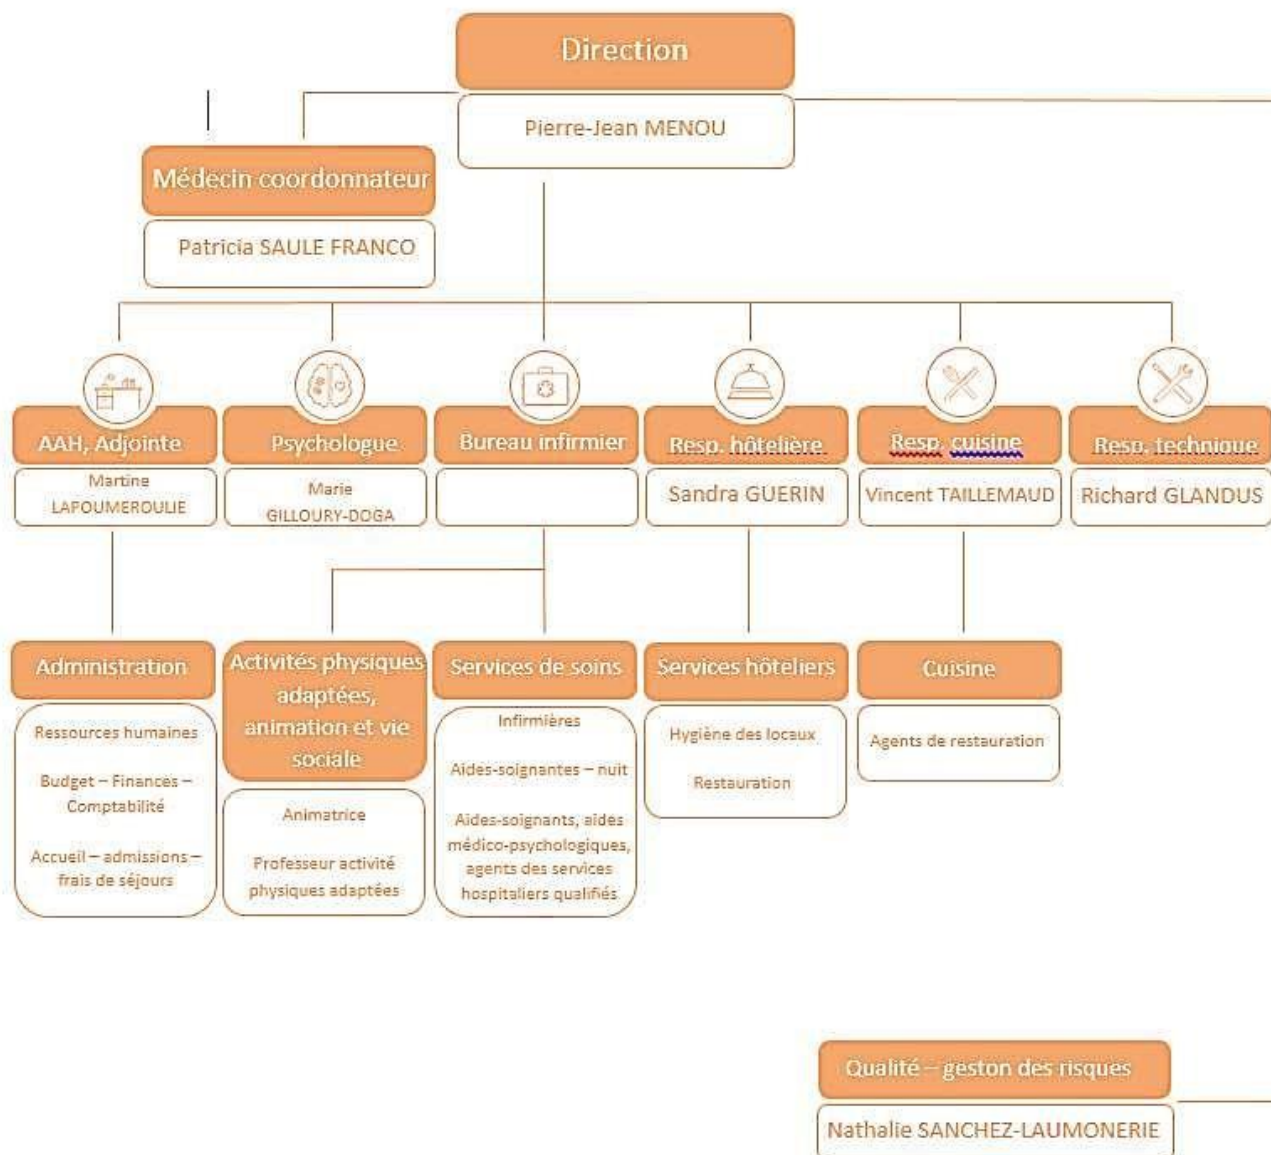 Direction
Pierre-Jean MENOU
Médecin coordonnateur
Patricia SAULE FRANCO
AAH, Adjointe
Martine
LAPOUMEROULIE
Psychologue
Marie
GILLOURY-DOGA
Bureau infirmier
Resp. hôtelière
Sandra GUERIN
Resp. cuisine
Vincent TAILLEMAUD
Resp. technique
Richard GLANDUS
Administration
Ressources humaines
Budget – Finances –
Comptabilité
Accueil – admissions –
frais de séjours
Activités physiques
adaptées,
animation et vie
sociale
Animatrice
Professeur activité
physiques adaptées
Services de soins
Infirmières
Aides-soignantes – nuit
Aides-soignants, aides
médico-psychologiques,
agents des services
hospitaliers qualifiés
Services hôteliers
Hygiène des locaux
Restauration
Cuisine
Agents de restauration
Qualité – geston des risques
Nathalie SANCHEZ-LAUMONERIE